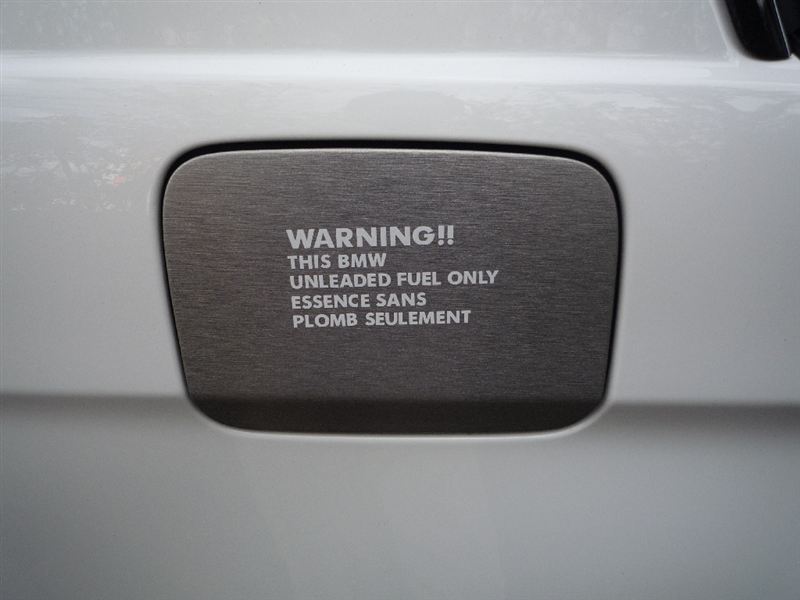 WARNING!!
THIS BMW
UNLEADED FUEL ONLY
ESSENCE SANS
PLOMB SEULEMENT